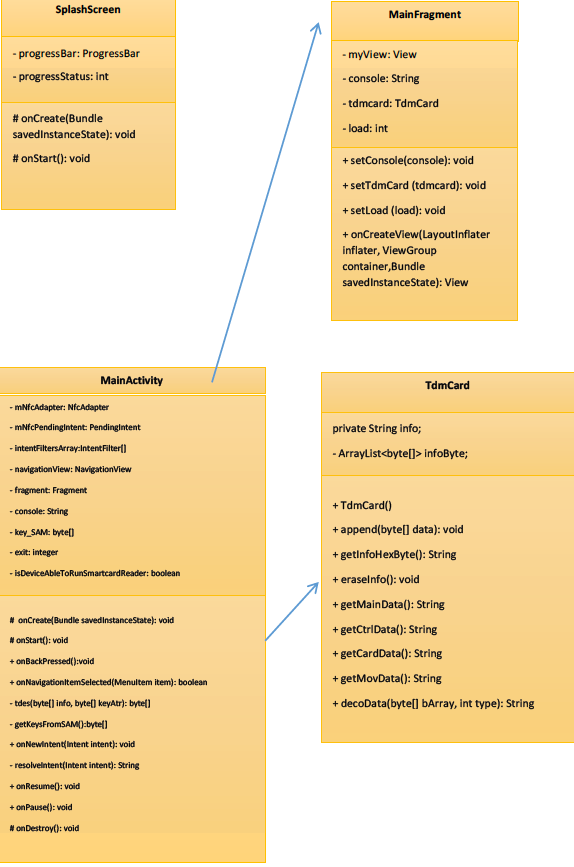 SplashScreen
- progressBar: ProgressBar
- progressStatus: int
# onCreate(Bundle
savedInstanceState): void
# onStart(): void
MainFragment
- myView: View
- console: String
- tdmcard: TdmCard
- load: int
+ setConsole(console): void
+ setTdmCard (tdmcard): void
+ setLoad (load): void
+ onCreateView(LayoutInflater
inflater, ViewGroup
container,Bundle
savedInstanceState): View
MainActivity
- mNfcAdapter: NfcAdapter
- mNfcPendingIntent: PendingIntent
- intentFiltersArray:IntentFilter[]
- navigationView: NavigationView
- fragment: Fragment
- console: String
- key_SAM: byte[]
- exit: integer
- isDeviceAbleToRunSmartcardReader: boolean
# onCreate(Bundle savedInstanceState): void
# onStart(): void
+ onBackPressed():void
+ onNavigationItemSelected(MenuItem item): boolean
- tdes(byte[] info, byte[] keyAtr): byte[]
- getKeysFromSAM():byte[]
+ onNewIntent(Intent intent): void
- resolveIntent(Intent intent): String
+ onResume(): void
+ onPause(): void
# onDestroy(): void
TdmCard
private String info;
- ArrayList<byte[]> infoByte;
+ TdmCard()
+ append(byte[] data): void
+ getInfoHexByte(): String
+ eraseInfo(): void
+ getMainData(): String
+ getCtrlData(): String
+ getCardData(): String
+ getMovData(): String
+ decoData(byte[] bArray, int type): String